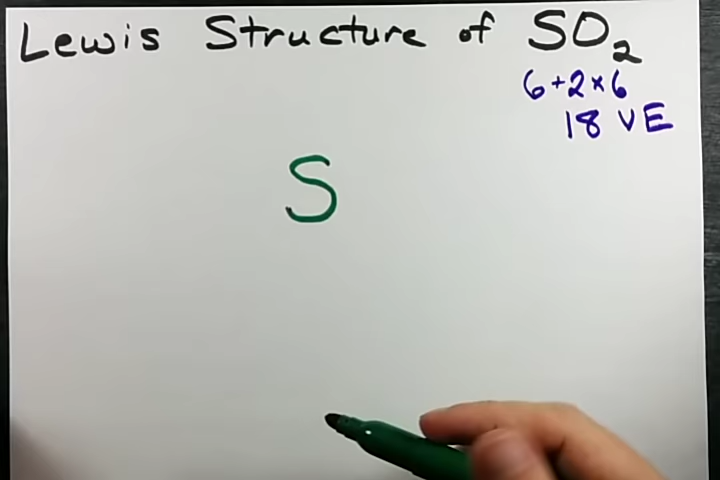 Lewis Structure of SO₂
6+2×6
18 VE
S